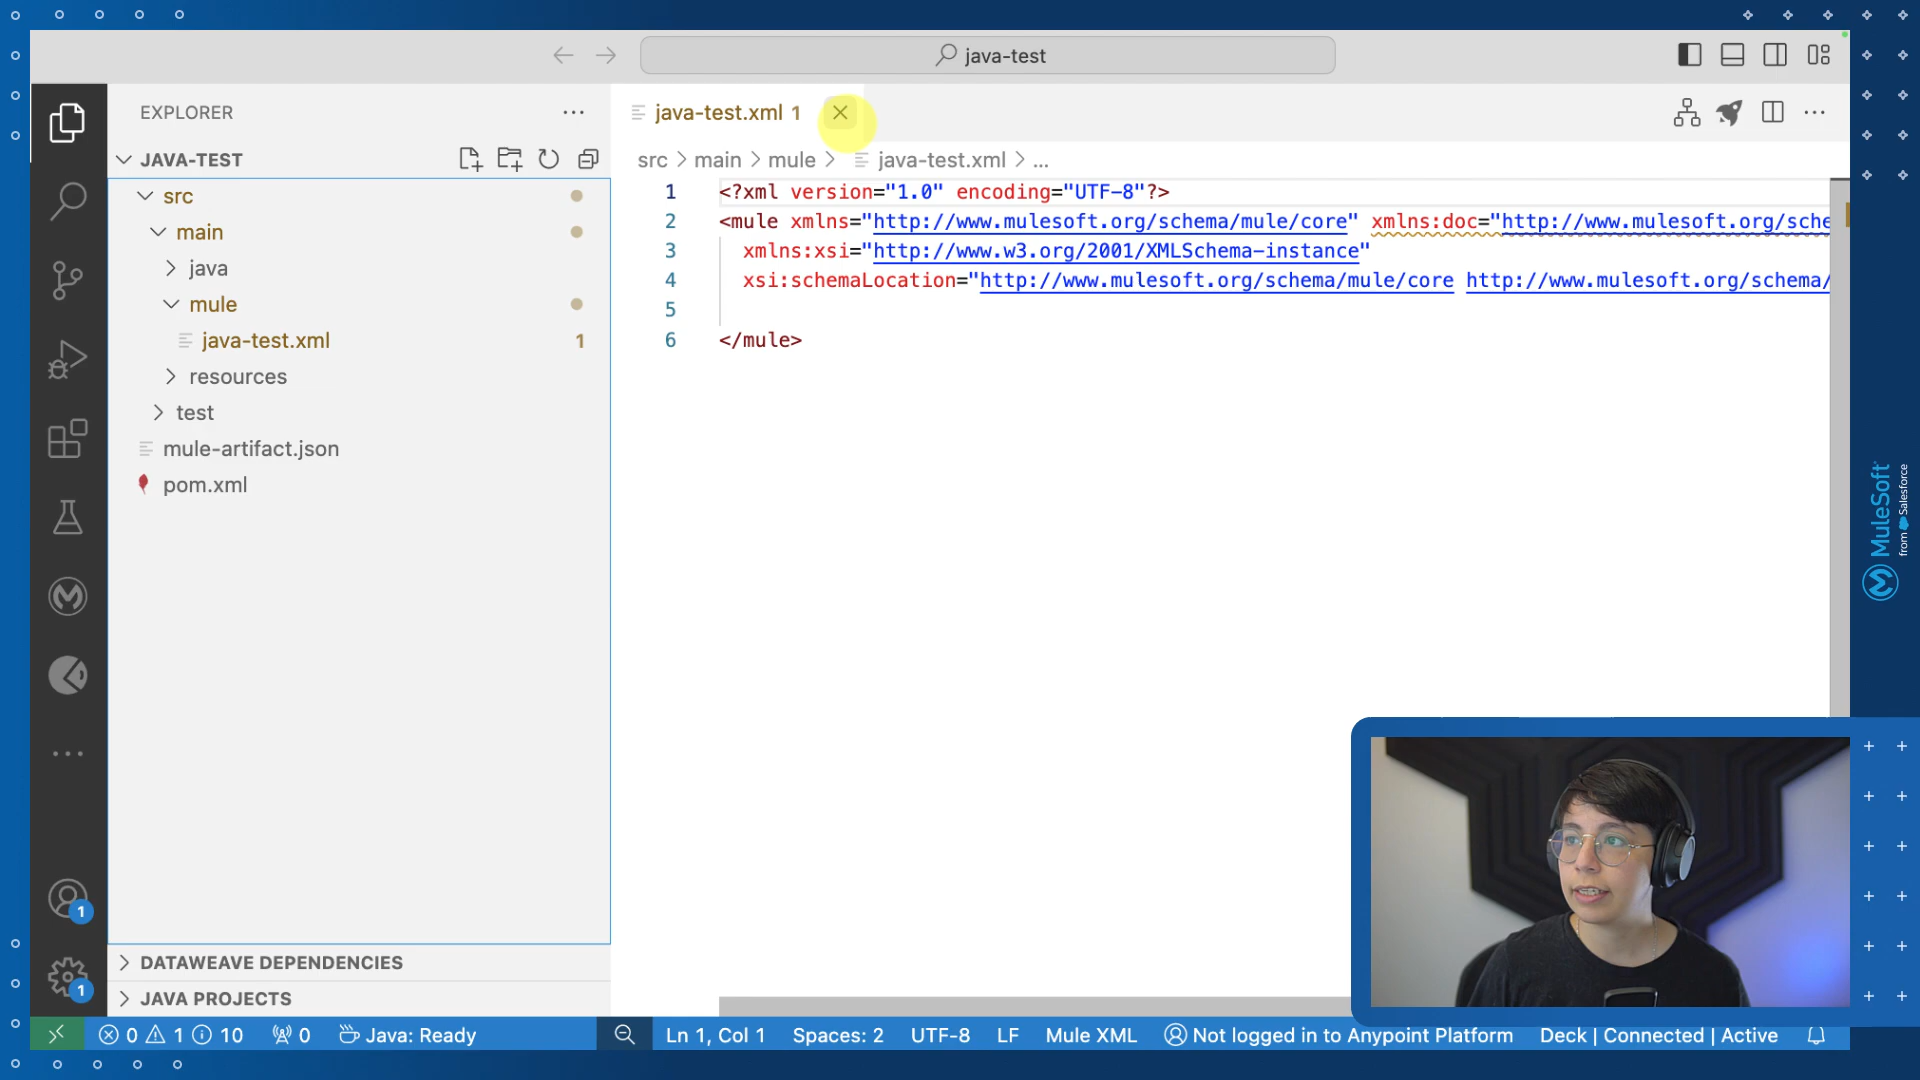 java-test
EXPLORER
java-test.xml 1
JAVA-TEST
src > main > mule > java-test.xml > ...
src
main
java
mule
java-test.xml 1
resources
test
mule-artifact.json
pom.xml
1 <?xml version="1.0" encoding="UTF-8"?>
2 <mule xmlns="http://www.mulesoft.org/schema/mule/core" xmlns:doc="http://www.mulesoft.org/sche
3 xmlns:xsi="http://www.w3.org/2001/XMLSchema-instance"
4 xsi:schemaLocation="http://www.mulesoft.org/schema/mule/core http://www.mulesoft.org/schema/
5
6 </mule>
MuleSoft
from Salesforce
1
1
DATAWEAVE DEPENDENCIES
JAVA PROJECTS
0 1 10 0 Java: Ready Ln 1, Col 1 Spaces: 2 UTF-8 LF Mule XML Not logged in to Anypoint Platform Deck | Connected | Active